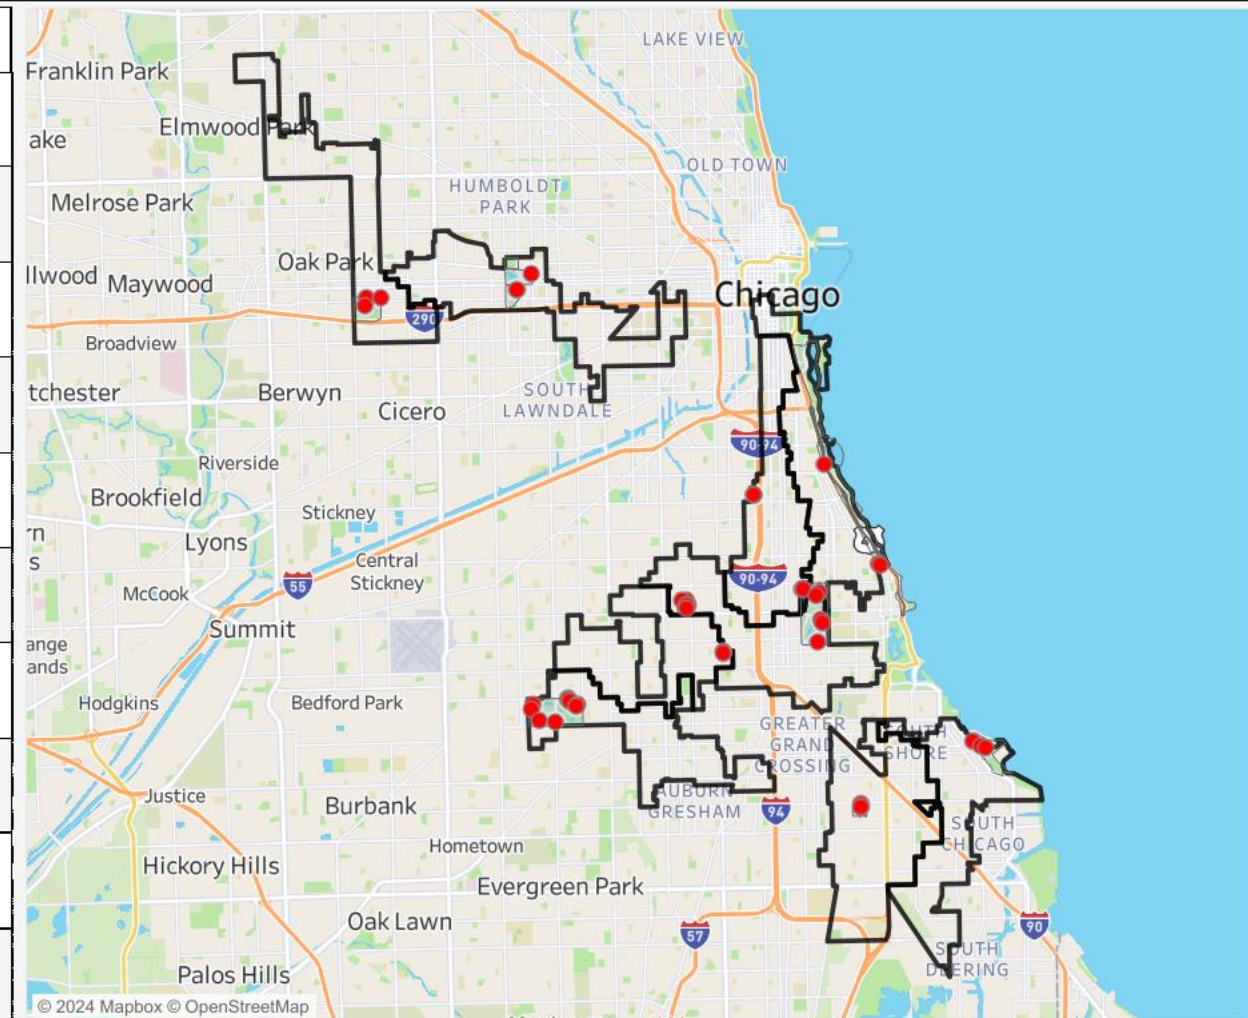 LAKE VIEW
Franklin Park
Elmwood Park
ake
OLD TOWN
HUMBOLDT
PARK
Melrose Park
Oak Park
llwood
Maywood
Chicago
290
Broadview
tchester
Berwyn
SOUTH
LAWNDALE
Cicero
90-94
Riverside
Brookfield
Stickney
rn
s
Lyons
Central
Stickney
90-94
55
McCook
Summit
ange
ands
Hodgkins
Bedford Park
GREATER
GRAND
CROSSING
SOUTH
SHORE
Justice
Burbank
AUBURN
GRESHAM
94
SOUTH
CHICAGO
Hometown
Hickory Hills
Evergreen Park
Oak Lawn
57
90
SOUTH
DEERING
Palos Hills
© 2024 Mapbox © OpenStreetMap